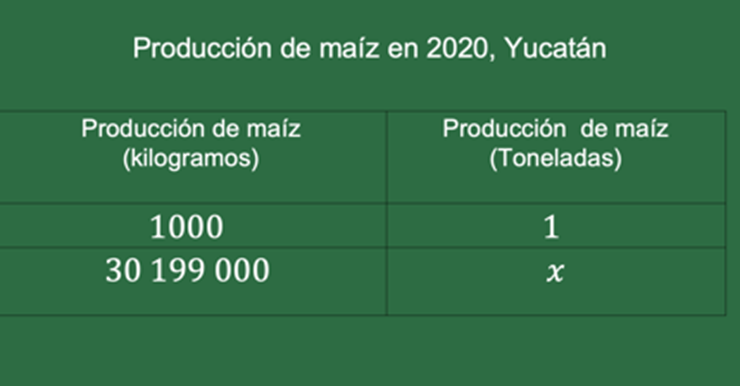 Producción de maíz en 2020, Yucatán
Producción de maíz
(kilogramos)
Producción de maíz
(Toneladas)
1000
1
30 199 000
x